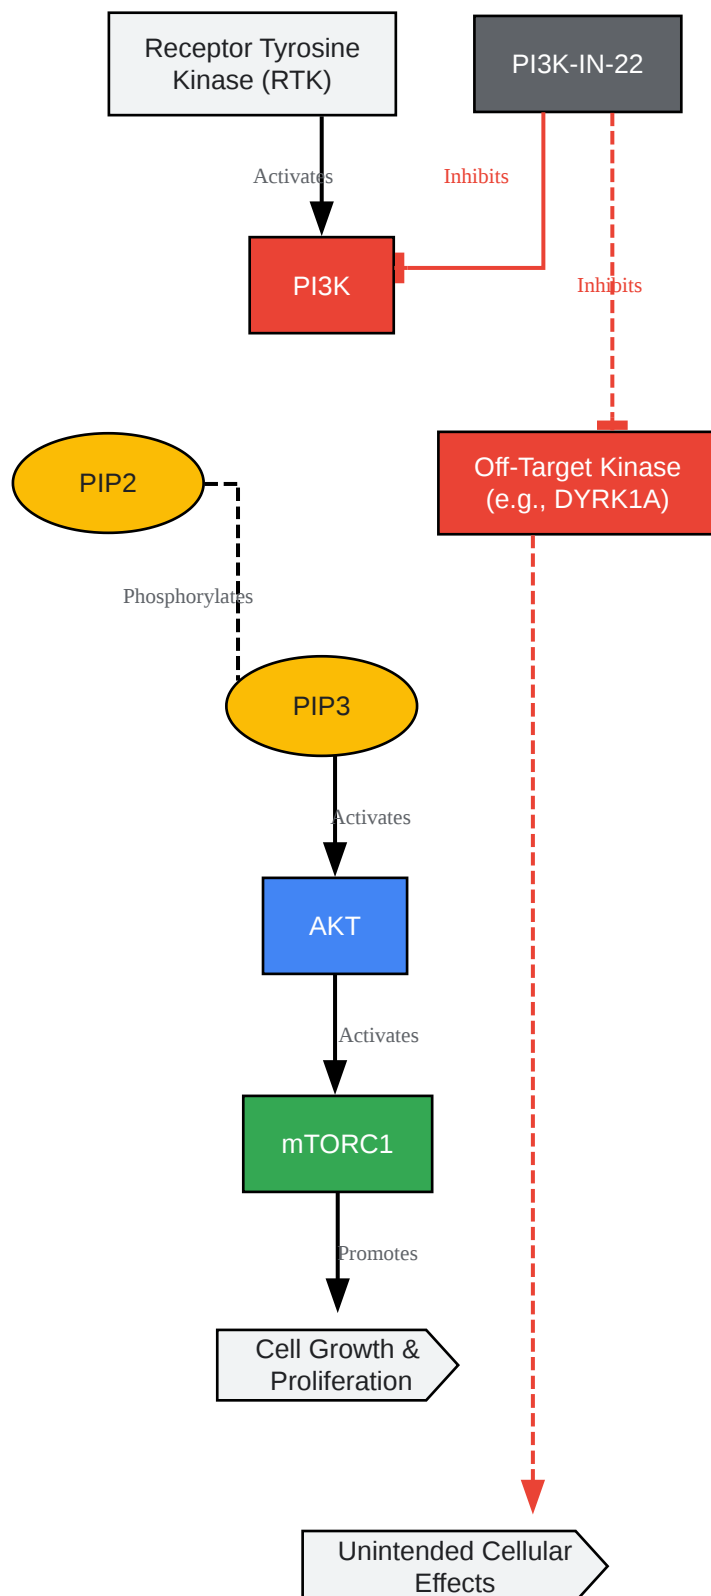 Receptor Tyrosine
Kinase (RTK)
PI3K-IN-22
Activates
Inhibits
PI3K
Inhibits
PIP2
Off-Target Kinase
(e.g., DYRK1A)
Phosphorylates
PIP3
Activates
AKT
Activates
mTORC1
Promotes
Cell Growth &
Proliferation
Unintended Cellular
Effects